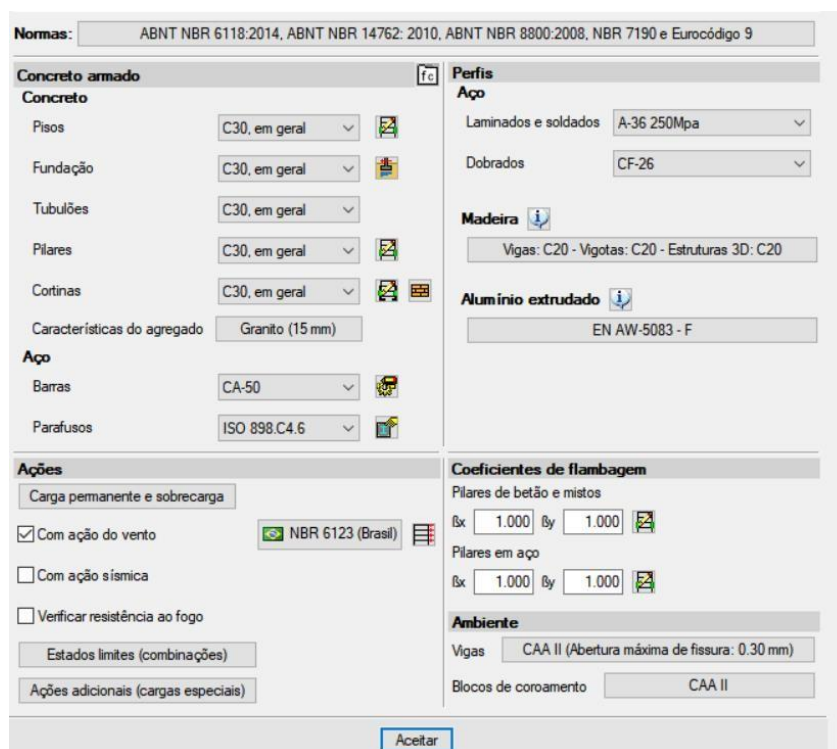 Normas: ABNT NBR 6118:2014, ABNT NBR 14762: 2010, ABNT NBR 8800:2008, NBR 7190 e Eurocódigo 9
Concreto armado
fc
Concreto
Pisos C30, em geral
Fundação C30, em geral
Tubulões C30, em geral
Pilares C30, em geral
Cortinas C30, em geral
Características do agregado Granito (15 mm)
Aço
Barras CA-50
Parafusos ISO 898.C4.6
Perfis
Aço
Laminados e soldados A-36 250Mpa
Dobrados CF-26
Madeira
Vigas: C20 - Vigotas: C20 - Estruturas 3D: C20
Alumínio extrudado
EN AW-5083 - F
Ações
Carga permanente e sobrecarga
Com ação do vento NBR 6123 (Brasil)
Com ação sísmica
Verificar resistência ao fogo
Estados limites (combinações)
Ações adicionais (cargas especiais)
Coeficientes de flambagem
Pilares de betão e mistos
βx 1.000 βy 1.000
Pilares em aço
βx 1.000 βy 1.000
Ambiente
Vigas CAA II (Abertura máxima de fissura: 0.30 mm)
Blocos de coroamento CAA II
Aceitar